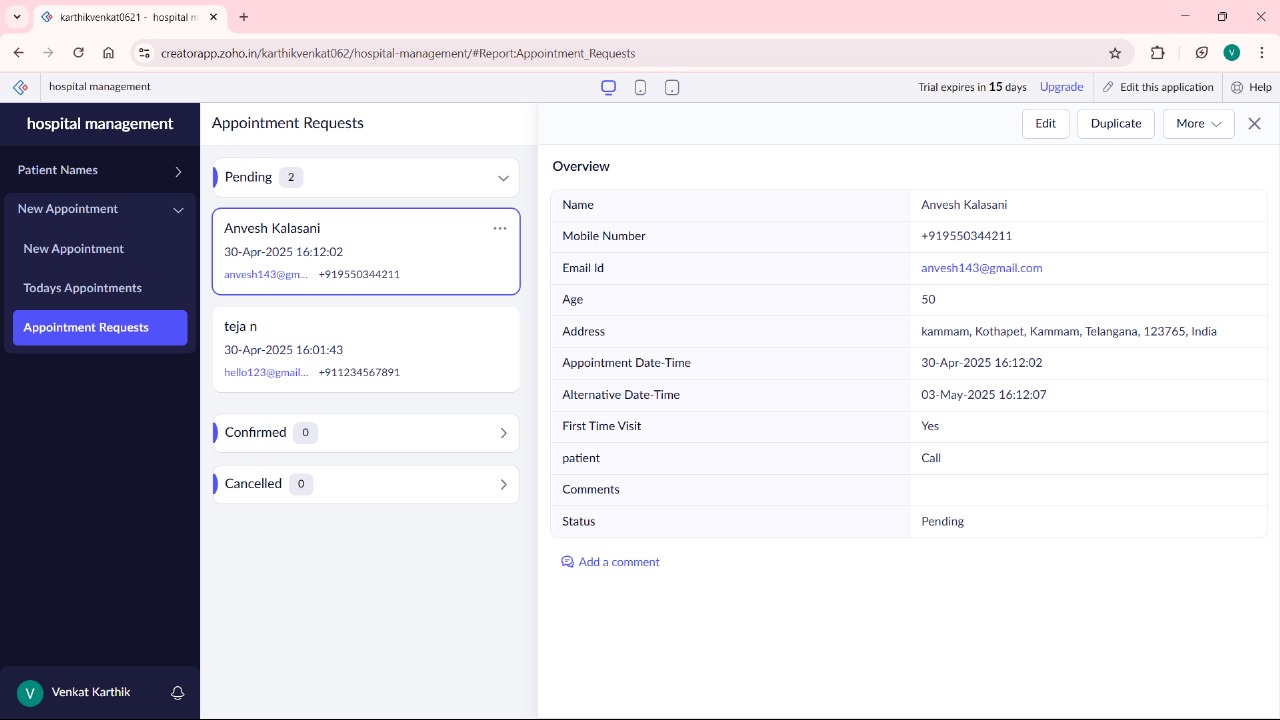 karthikvenkat0621 - hospital m
creatorapp.zoho.in/karthikvenkat062/hospital-management/#Report:Appointment_Requests
V
hospital management
Trial expires in 15 days
Upgrade
Edit this application
Help
hospital management
Patient Names
New Appointment
New Appointment
Todays Appointments
Appointment Requests
V
Venkat Karthik
Appointment Requests
Pending 2
Anvesh Kalasani
30-Apr-2025 16:12:02
anvesh143@gm... +919550344211
teja n
30-Apr-2025 16:01:43
hello123@gmail... +911234567891
Confirmed 0
Cancelled 0
Edit
Duplicate
More
Overview
Name Anvesh Kalasani
Mobile Number +919550344211
Email Id anvesh143@gmail.com
Age 50
Address kammam, Kothapet, Kammam, Telangana, 123765, India
Appointment Date-Time 30-Apr-2025 16:12:02
Alternative Date-Time 03-May-2025 16:12:07
First Time Visit Yes
patient Call
Comments
Status Pending
Add a comment